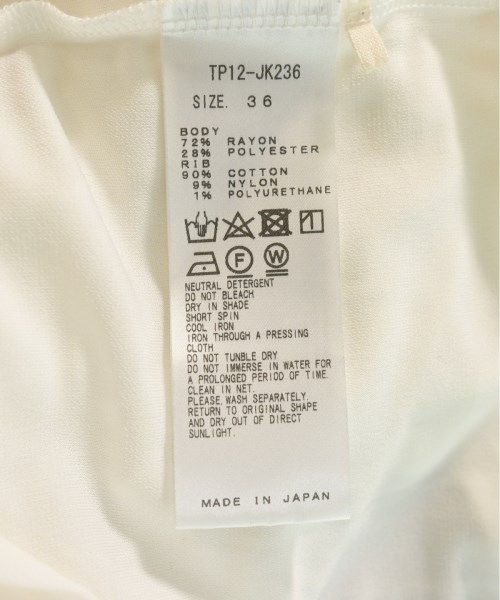 TP12-JK236
SIZE. 36
BODY
72% RAYON
28% POLYESTER
RIB
90% COTTON
9% NYLON
1% POLYURETHANE
F W
NEUTRAL DETERGENT
DO NOT BLEACH
DRY IN SHADE
SHORT SPIN
COOL IRON
IRON THROUGH A PRESSING
CLOTH
DO NOT TUNBLE DRY
DO NOT IMMERSE IN WATER FOR
A PROLONGED PERIOD OF TIME.
CLEAN IN NET.
PLEASE WASH SEPARATELY.
RETURN TO ORIGINAL SHAPE
AND DRY OUT OF DIRECT
SUNLIGHT.
MADE IN JAPAN